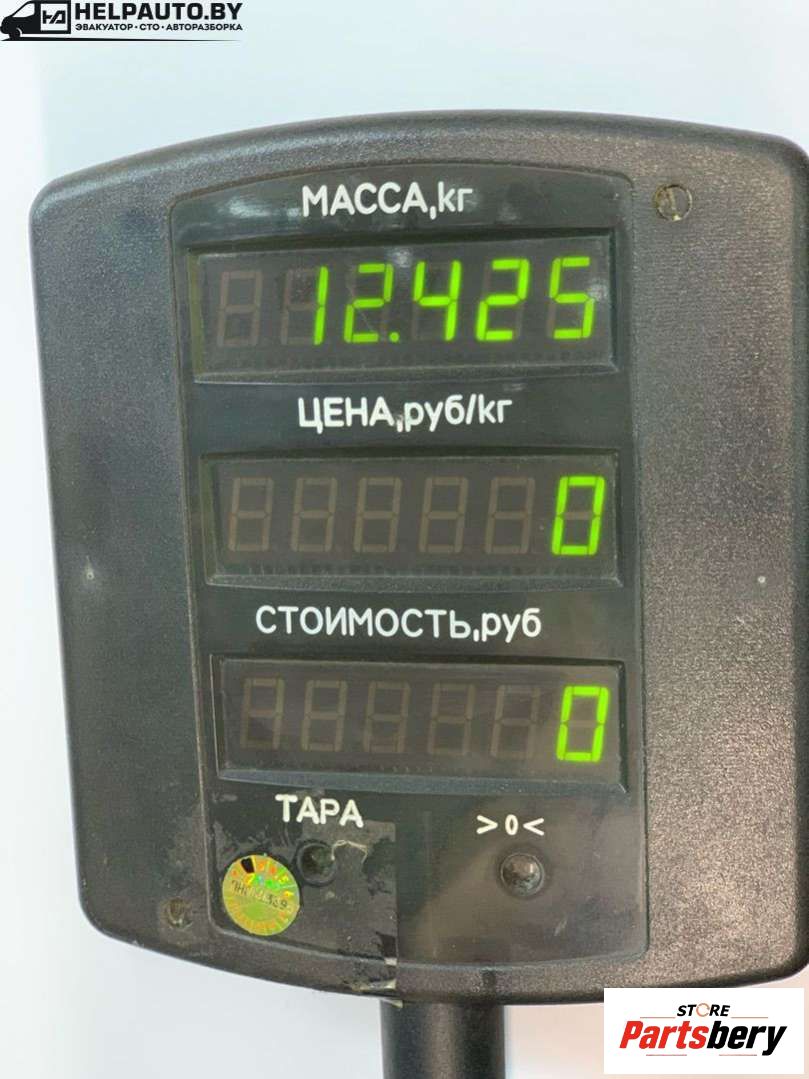 HELPAUTO.BY
ЭВАКУАТОР • СТО • АВТОРАЗБОРКА
МАССА,кг
12.425
ЦЕНА,руб/кг
0
СТОИМОСТЬ,руб
0
ТАРА
>0<
STORE
Partsbery